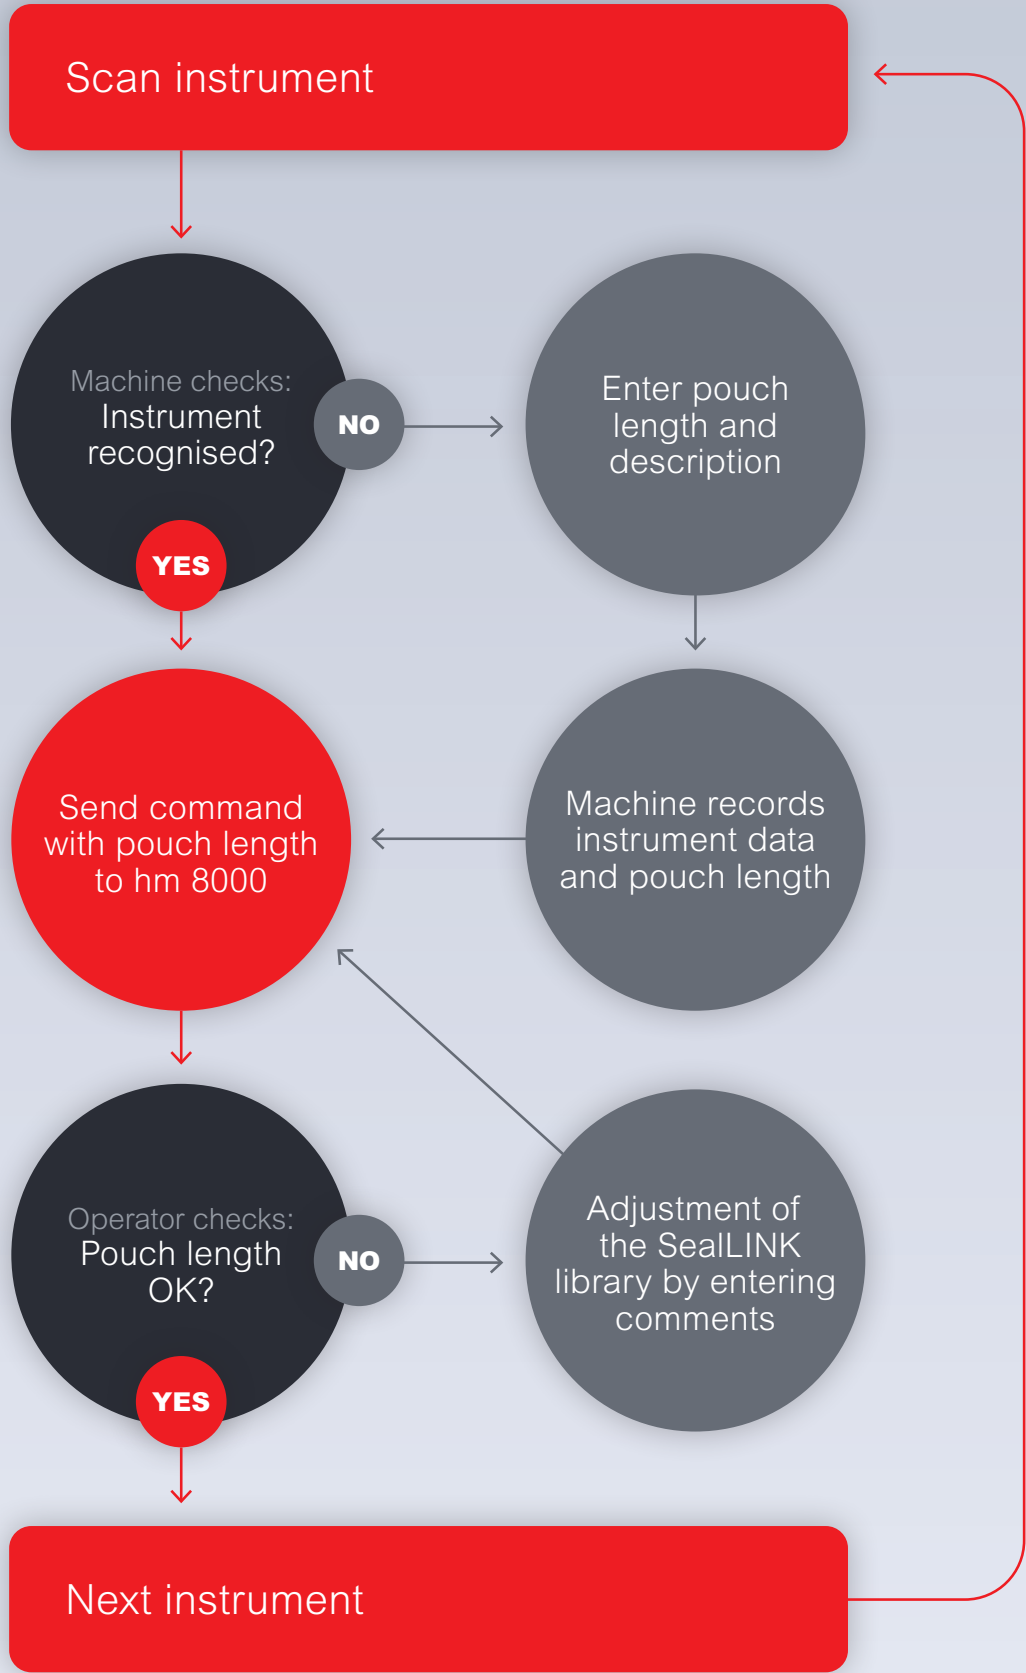 Scan instrument
Machine checks:
Instrument
recognised?
NO
YES
Enter pouch
length and
description
Send command
with pouch length
to hm 8000
Machine records
instrument data
and pouch length
Operator checks:
Pouch length
OK?
NO
YES
Adjustment of
the SealLINK
library by entering
comments
Next instrument